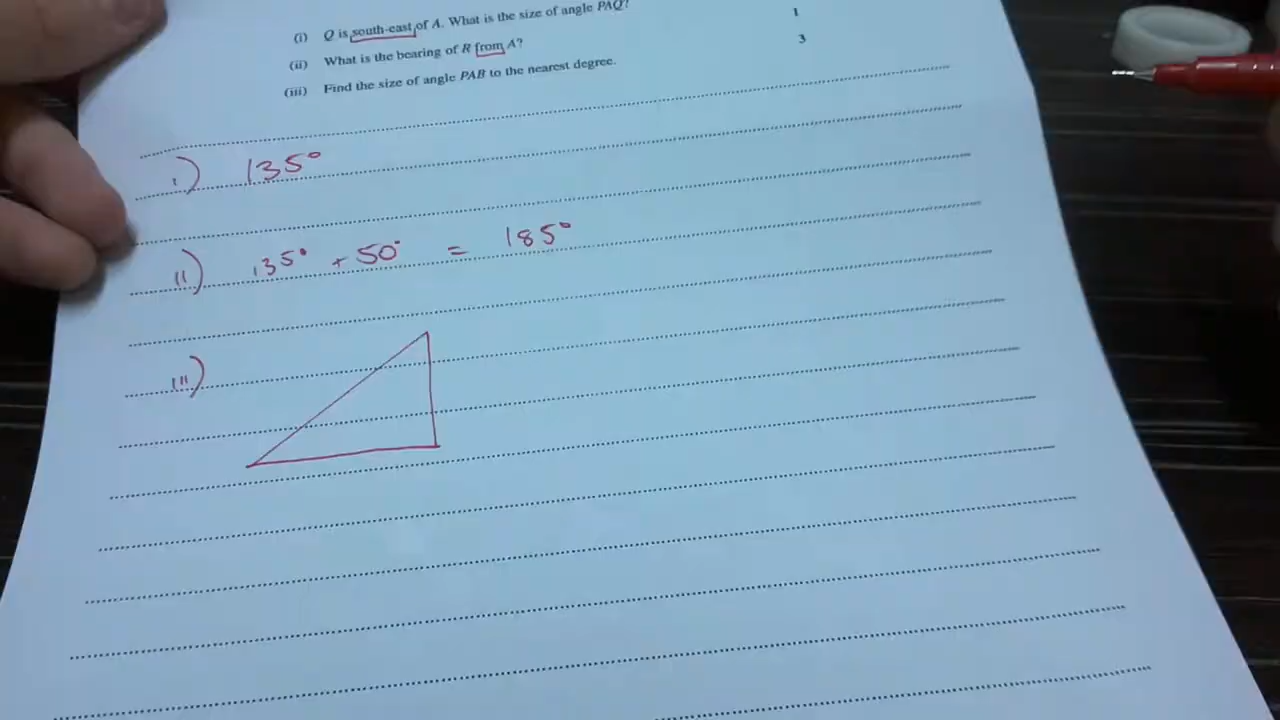 (i) Q is south-east of A. What is the size of angle PAQ?
1
(ii) What is the bearing of R from A?
3
(iii) Find the size of angle PAB to the nearest degree.
i) 135°
ii) 135° + 50° = 185°
iii)